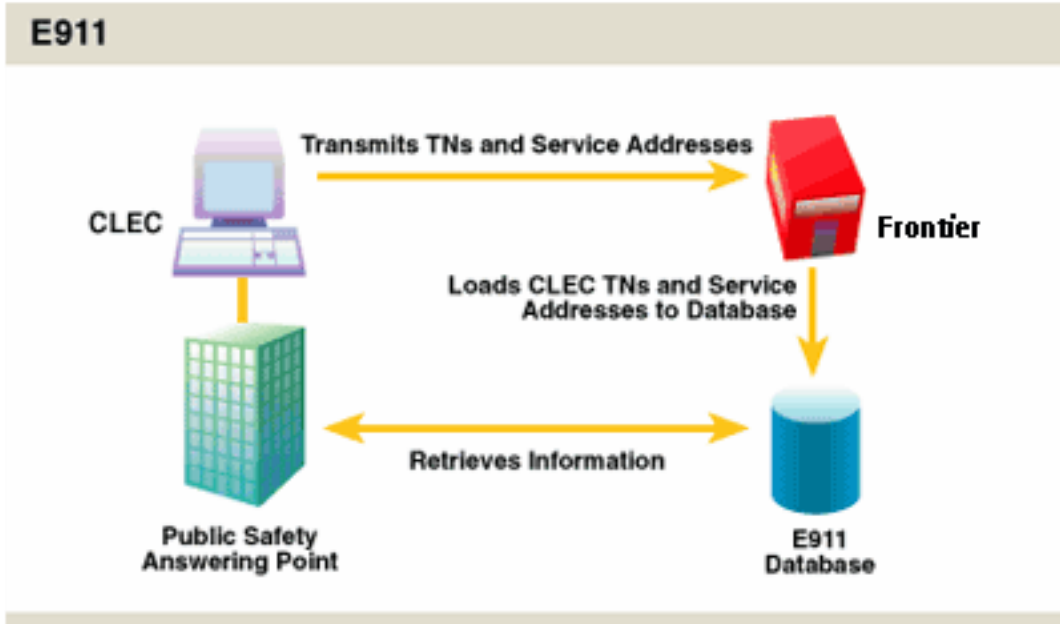 E911
Transmits TNs and Service Addresses
CLEC
Frontier
Loads CLEC TNs and Service
Addresses to Database
Retrieves Information
Public Safety
Answering Point
E911
Database